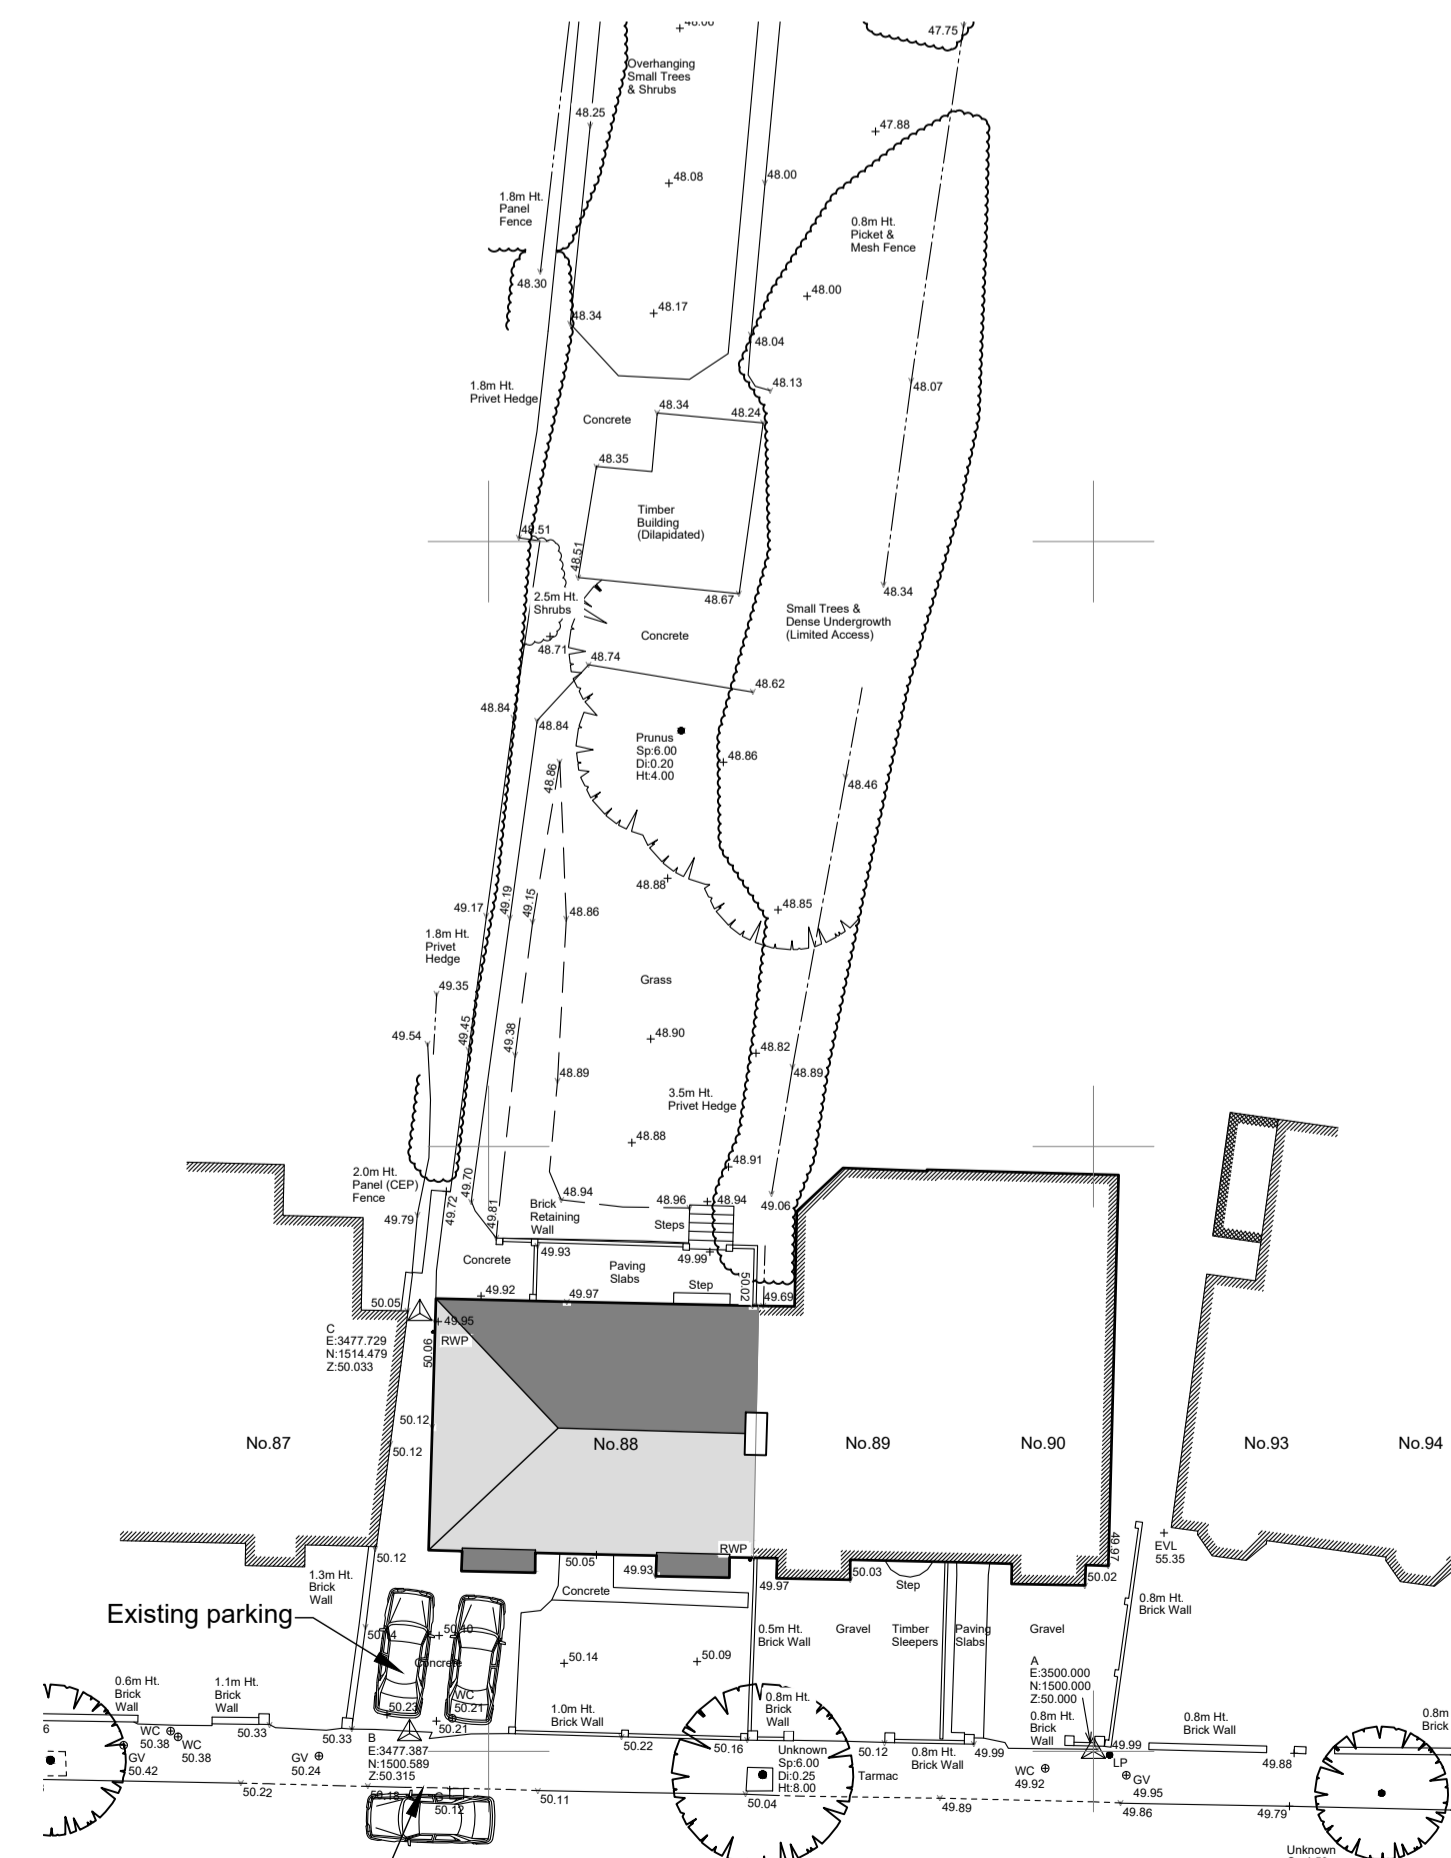 47.75
Overhanging
Small Trees
& Shrubs
48.25
47.88
48.08
48.00
1.8m Ht.
Panel
Fence
0.8m Ht.
Picket &
Mesh Fence
48.30
48.00
48.17
48.34
48.04
48.13
48.07
1.8m Ht.
Privet Hedge
48.34
48.24
Concrete
48.35
Timber
Building
(Dilapidated)
48.51
48.51
48.67
48.34
2.5m Ht.
Shrubs
Small Trees &
Dense Undergrowth
(Limited Access)
Concrete
48.71
48.74
48.62
48.84
48.84
Prunus
Sp:6.00
Di:0.20
Ht:4.00
48.86
48.86
48.46
48.88
48.85
49.17
49.19
49.15
48.86
1.8m Ht.
Privet
Hedge
Grass
49.35
49.54
49.45
49.38
48.90
48.82
48.89
48.89
3.5m Ht.
Privet Hedge
48.88
48.91
2.0m Ht.
Panel (CEP)
Fence
49.70
49.72
49.81
48.94
48.96
48.94
49.06
49.79
Brick
Retaining
Wall
Steps
49.93
49.99
Concrete
Paving
Slabs
Step
50.02
49.92
49.97
49.69
50.05
49.95
C
E:3477.729
N:1514.479
Z:50.033
RWP
50.06
50.12
50.12
No.87
No.88
No.89
No.90
No.93
No.94
RWP
50.12
50.05
49.93
49.97
50.03
Step
49.97
50.02
EVL
55.35
1.3m Ht.
Brick
Wall
Concrete
0.8m Ht.
Brick Wall
Existing parking
50.14
50.10
Concrete
50.14
50.09
0.5m Ht.
Brick Wall
Gravel
Timber
Sleepers
Paving
Slabs
Gravel
A
E:3500.000
N:1500.000
Z:50.000
0.6m Ht.
Brick
Wall
1.1m Ht.
Brick
Wall
50.23
WC
50.21
50.21
1.0m Ht.
Brick Wall
0.8m Ht.
Brick
Wall
0.8m Ht.
Brick
Wall
0.8m Ht.
Brick Wall
0.8m
Brick
6
WC
50.38
WC
50.38
50.33
50.33
B
E:3477.387
N:1500.589
Z:50.315
GV
50.42
GV
50.24
50.22
50.16
Unknown
Sp:6.00
Di:0.25
Ht:8.00
50.12
Tarmac
0.8m Ht.
Brick Wall
49.99
49.99
LP
WC
49.92
GV
49.95
49.88
50.22
50.12
50.11
50.04
49.89
49.86
49.79
Unknown